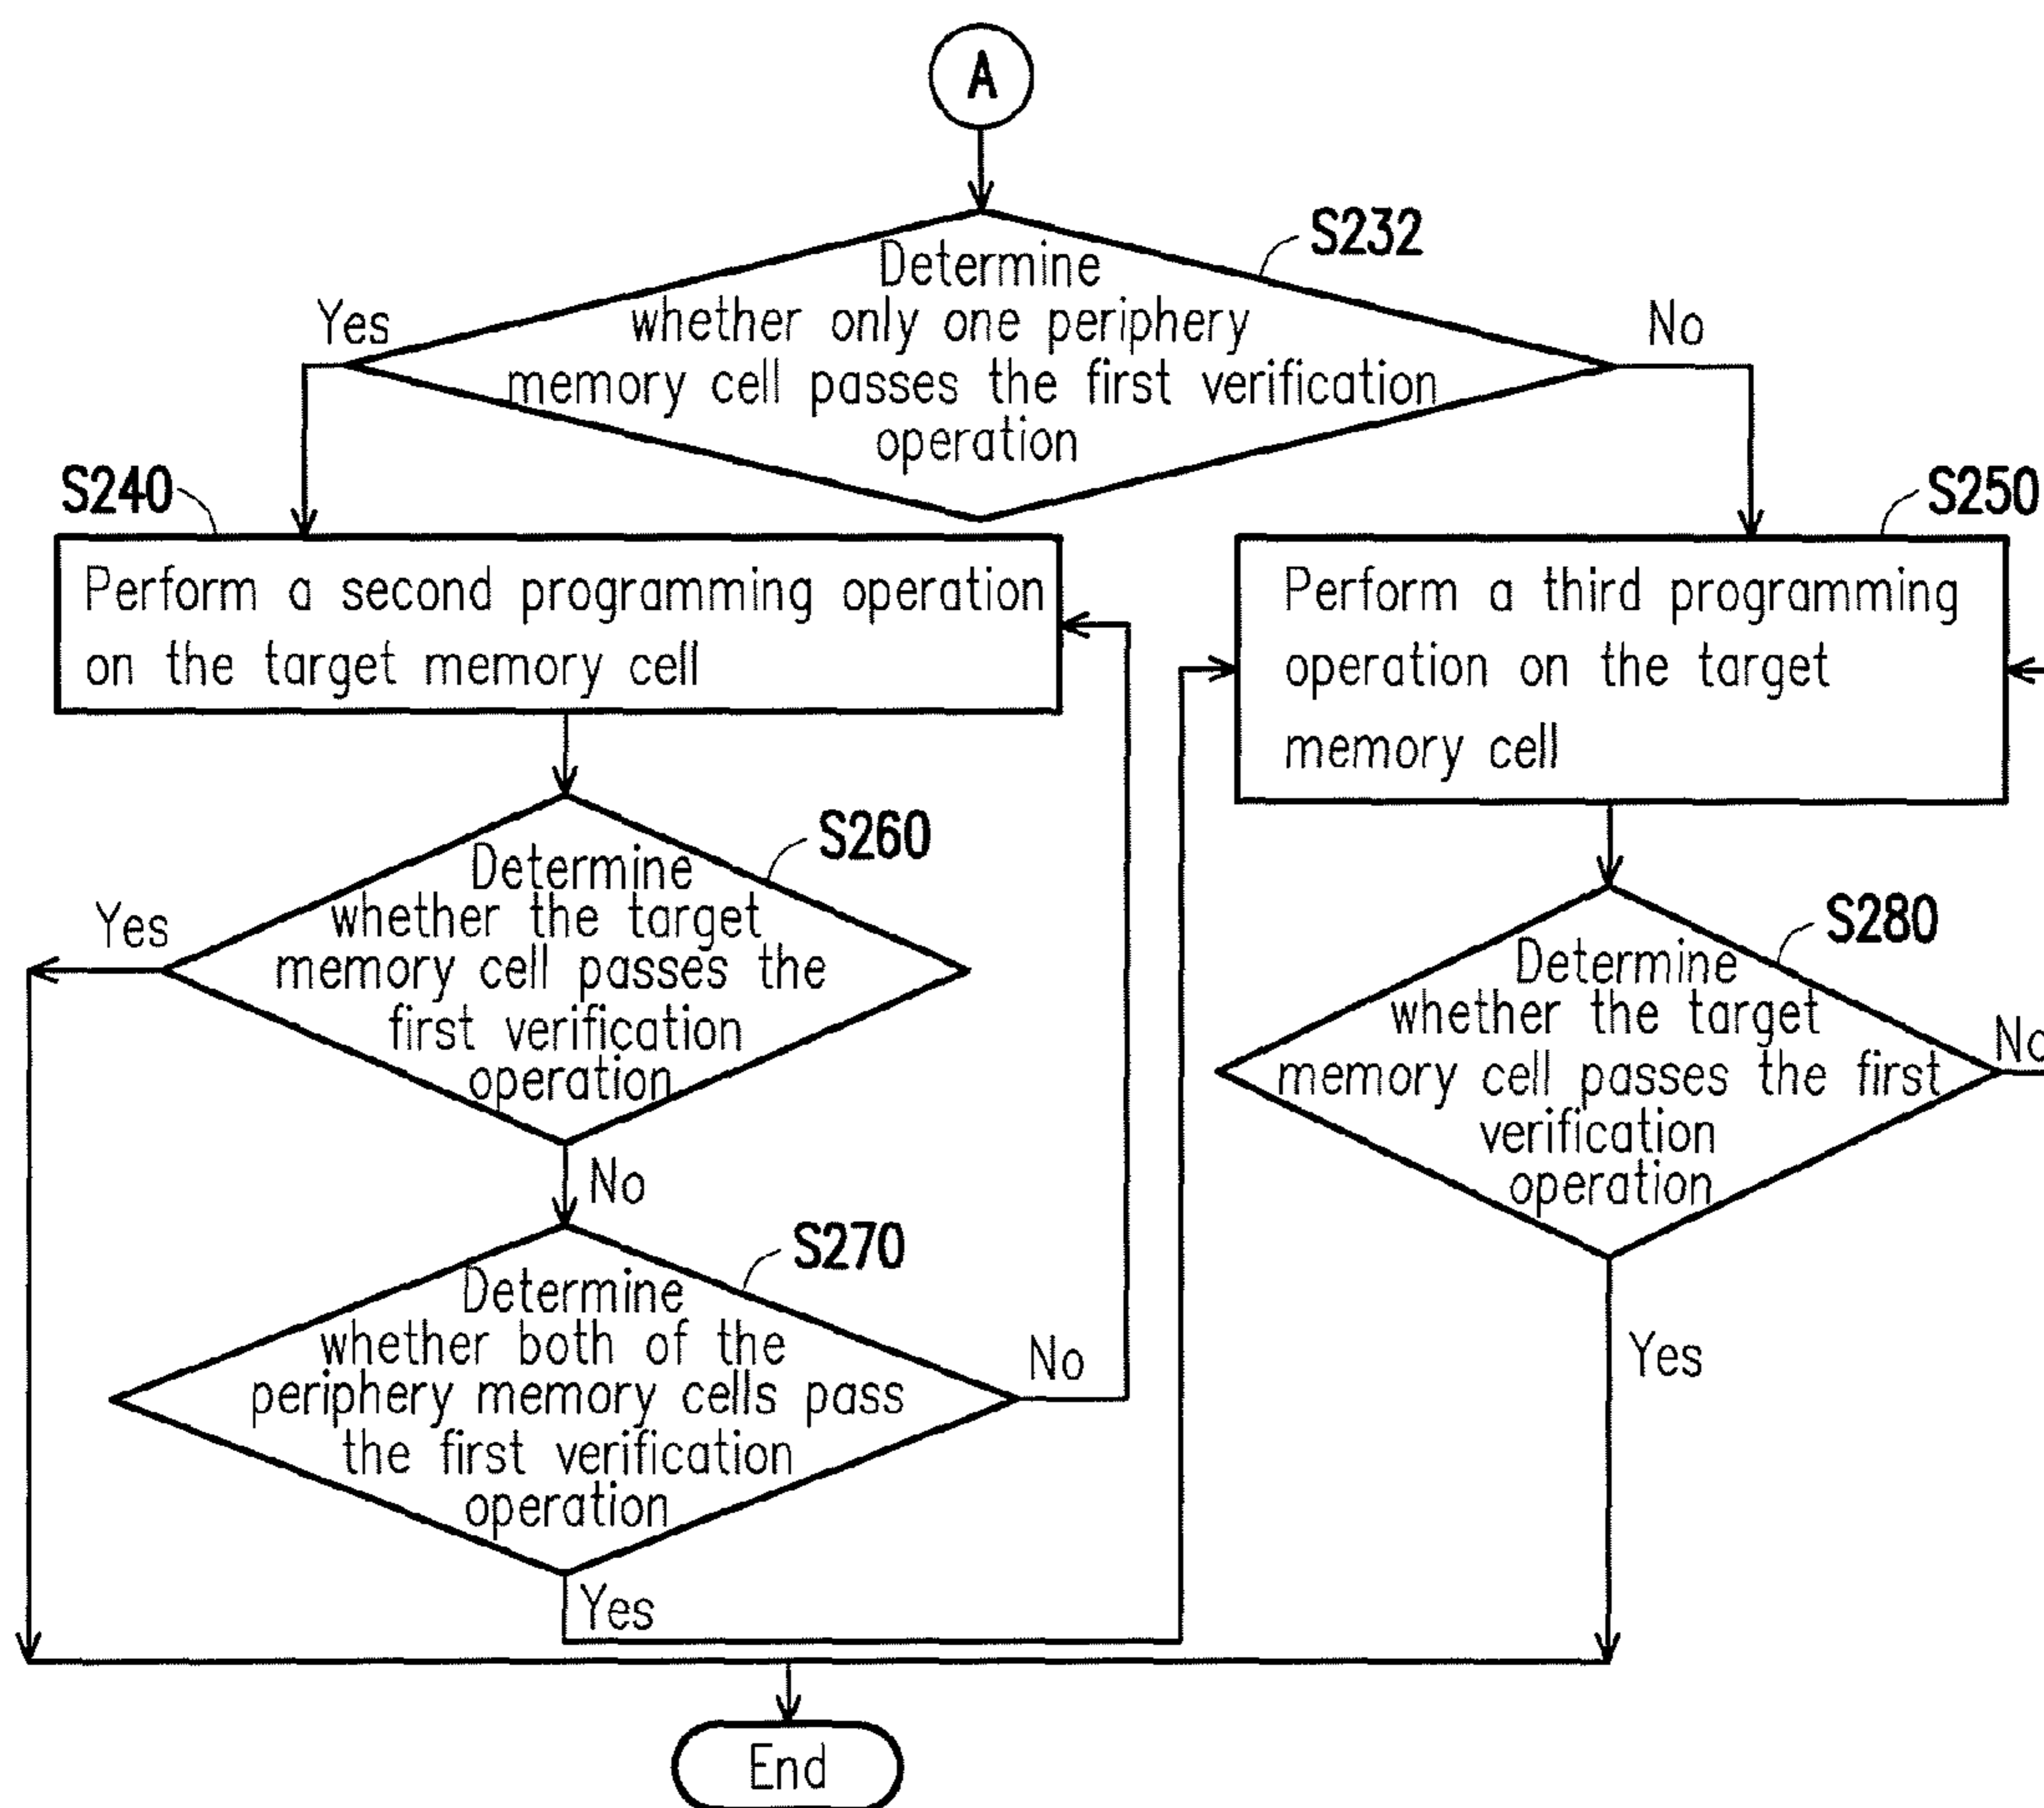 A
S232
Determine
whether only one periphery
memory cell passes the first verification
operation
Yes
No
S240
Perform a second programming operation
on the target memory cell
S250
Perform a third programming
operation on the target
memory cell
S260
Determine
whether the target
memory cell passes the
first verification
operation
Yes
No
S280
Determine
whether the target
memory cell passes the first
verification
operation
No
Yes
S270
Determine
whether both of the
periphery memory cells pass
the first verification
operation
No
Yes
End